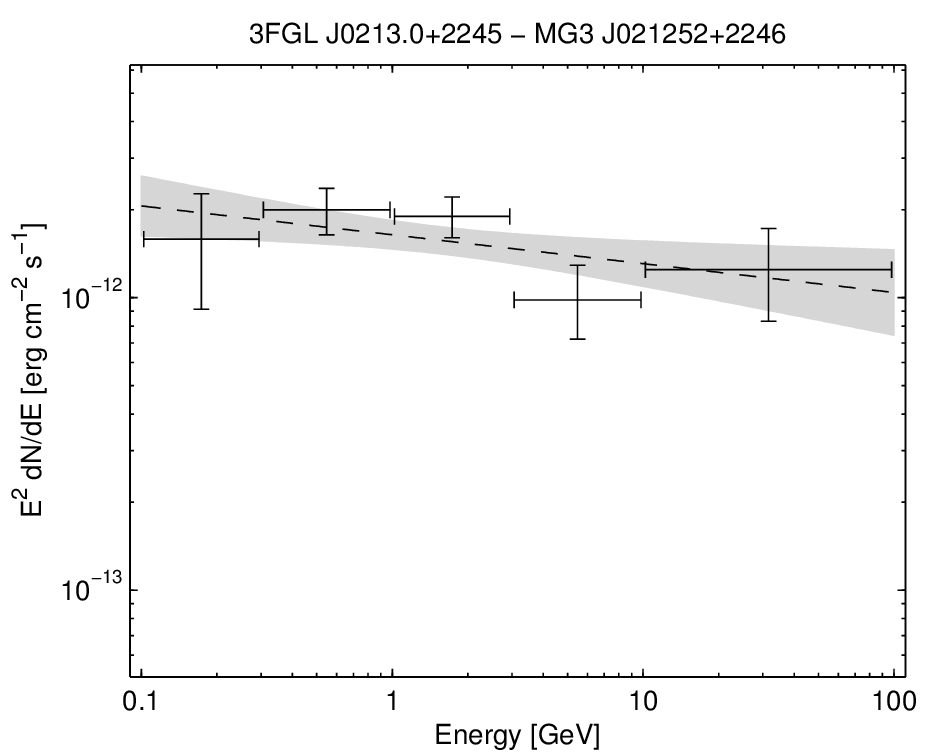 3FGL J0213.0+2245 − MG3 J021252+2246
E² dN/dE [erg cm⁻² s⁻¹]
10⁻¹²
10⁻¹³
0.1 1 10 100
Energy [GeV]